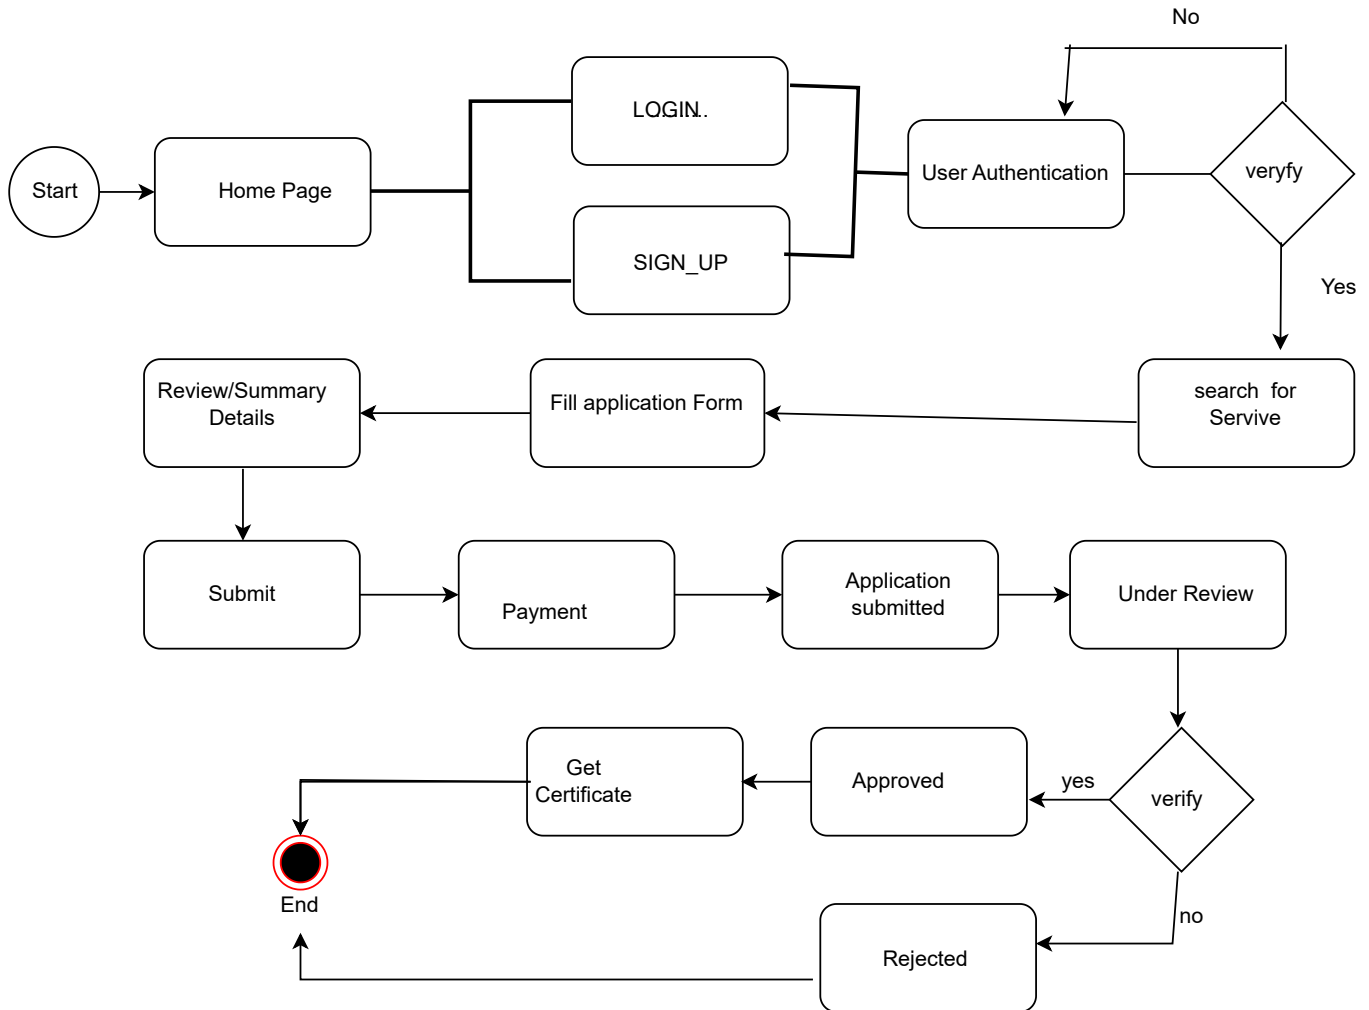 No
LOGIN..
Start
Home Page
User Authentication
veryfy
SIGN_UP
Yes
Review/Summary
Details
Fill application Form
search  for
Servive
Submit
Payment
Application
submitted
Under Review
Get
Certificate
Approved
yes
verify
End
no
Rejected